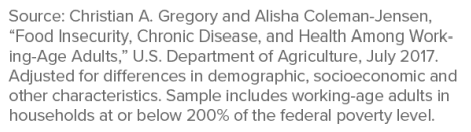 Source: Christian A. Gregory and Alisha Coleman-Jensen,
“Food Insecurity, Chronic Disease, and Health Among Work-
ing-Age Adults,” U.S. Department of Agriculture, July 2017.
Adjusted for differences in demographic, socioeconomic and
other characteristics. Sample includes working-age adults in
households at or below 200% of the federal poverty level.